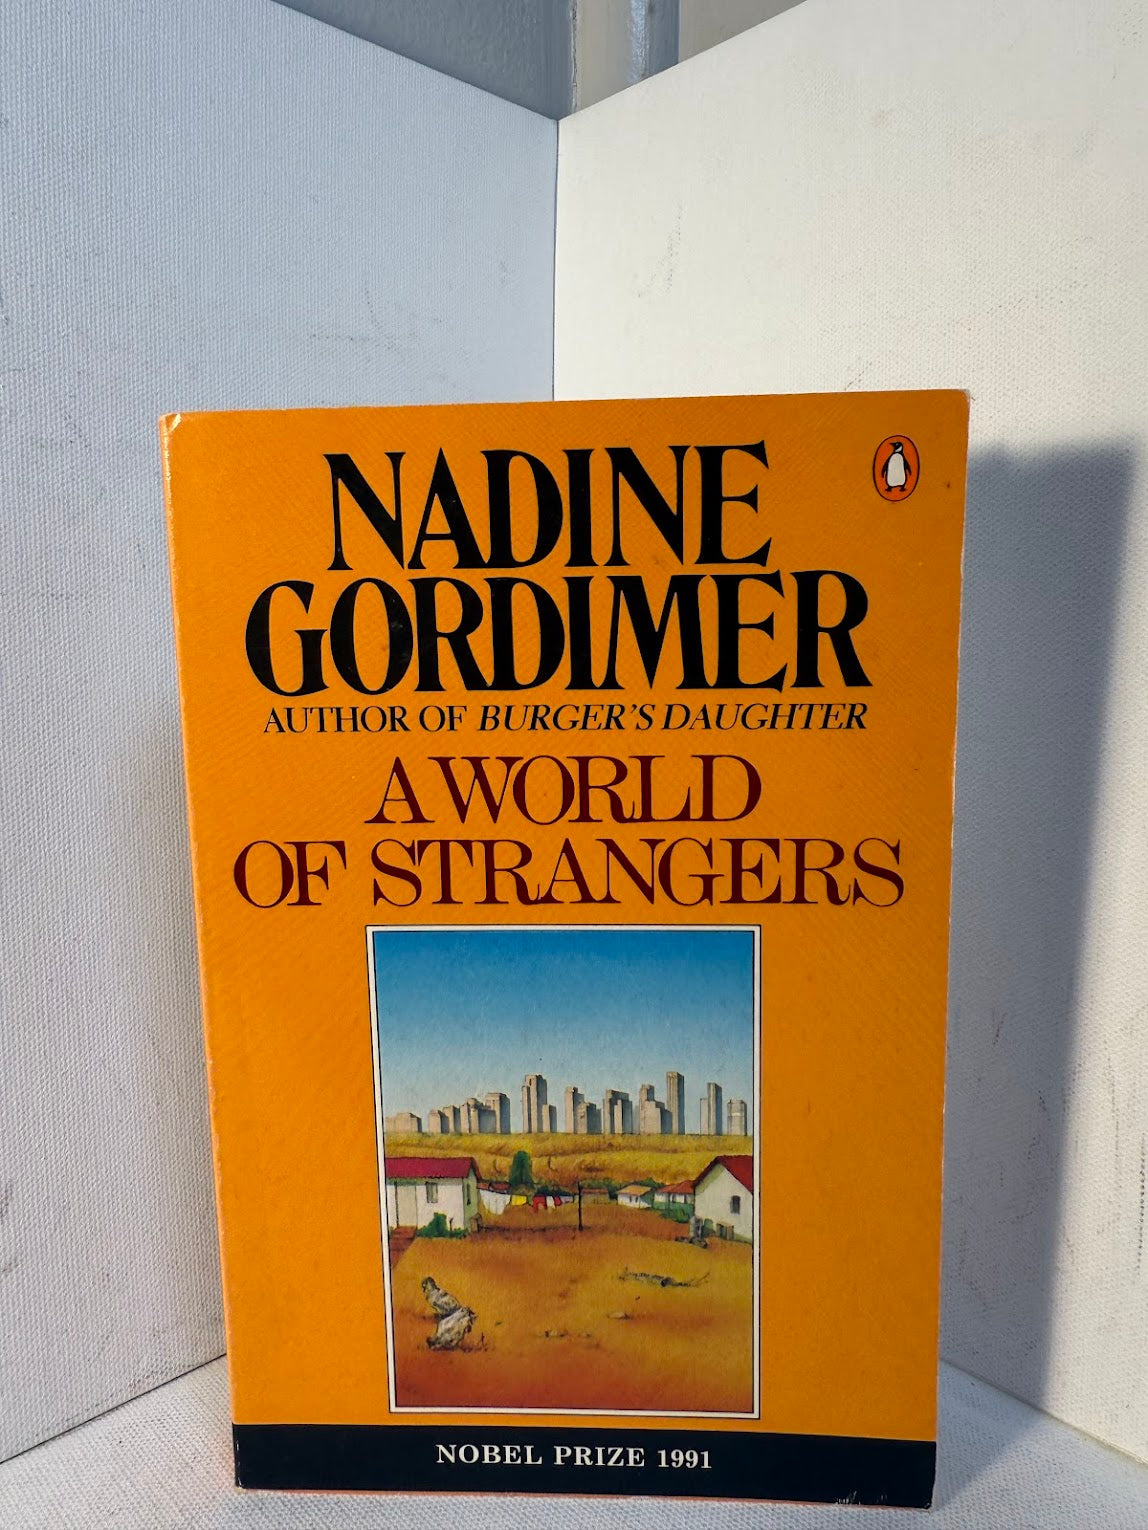 NADINE
GORDIMER
AUTHOR OF BURGER'S DAUGHTER
A WORLD
OF STRANGERS
NOBEL PRIZE 1991